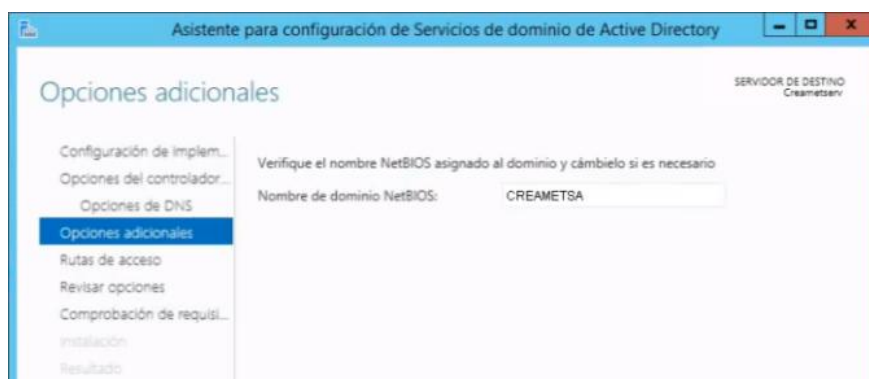 Asistente para configuración de Servicios de dominio de Active Directory
Opciones adicionales
SERVIDOR DE DESTINO
Creametserv
Configuración de implem...
Opciones del controlador...
Opciones de DNS
Opciones adicionales
Rutas de acceso
Revisar opciones
Comprobación de requisi...
Instalación
Resultado
Verifique el nombre NetBIOS asignado al dominio y cámbielo si es necesario
Nombre de dominio NetBIOS: CREAMETSA